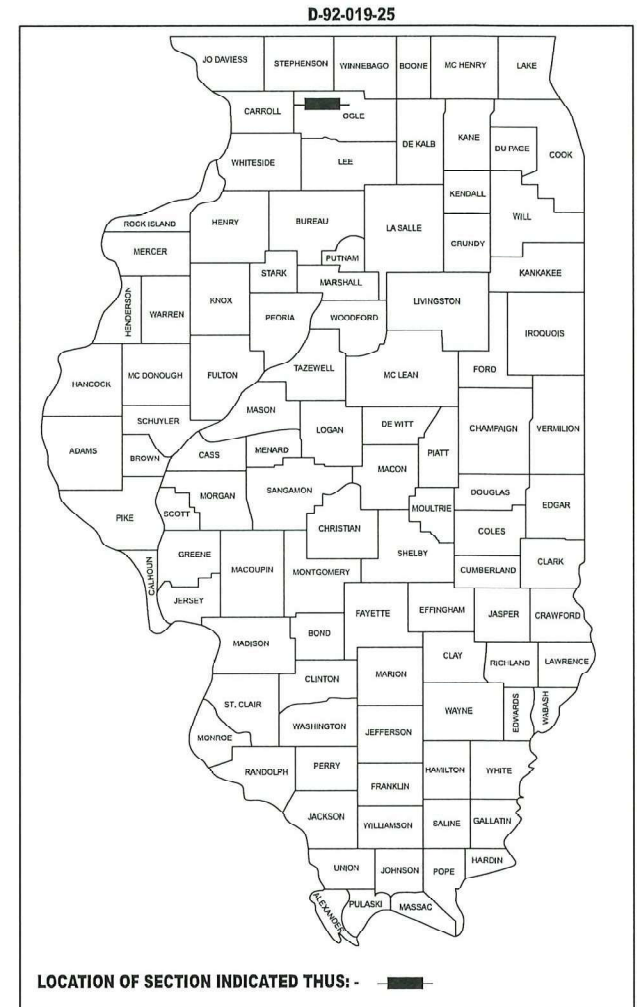 D-92-019-25
JO DAVIESS
STEPHENSON
WINNEBAGO
BOONE
MC HENRY
LAKE
CARROLL
OGLE
DE KALB
KANE
DU PAGE
COOK
WHITESIDE
LEE
KENDALL
WILL
ROCK ISLAND
HENRY
BUREAU
LA SALLE
GRUNDY
MERCER
PUTNAM
STARK
MARSHALL
KANKAKEE
HENDERSON
WARREN
KNOX
PEORIA
WOODFORD
LIVINGSTON
IROQUOIS
HANCOCK
MC DONOUGH
FULTON
TAZEWELL
MC LEAN
FORD
SCHUYLER
MASON
LOGAN
DE WITT
CHAMPAIGN
VERMILION
ADAMS
BROWN
CASS
MENARD
MACON
PIATT
PIKE
SCOTT
MORGAN
SANGAMON
CHRISTIAN
MOULTRIE
DOUGLAS
EDGAR
COLES
CALHOUN
GREENE
MACOUPIN
MONTGOMERY
SHELBY
CUMBERLAND
CLARK
JERSEY
FAYETTE
EFFINGHAM
JASPER
CRAWFORD
MADISON
BOND
CLAY
RICHLAND
LAWRENCE
CLINTON
MARION
ST. CLAIR
WASHINGTON
JEFFERSON
WAYNE
EDWARDS
WABASH
MONROE
RANDOLPH
PERRY
HAMILTON
WHITE
FRANKLIN
JACKSON
WILLIAMSON
SALINE
GALLATIN
UNION
JOHNSON
POPE
HARDIN
ALEXANDER
PULASKI
MASSAC
LOCATION OF SECTION INDICATED THUS: -